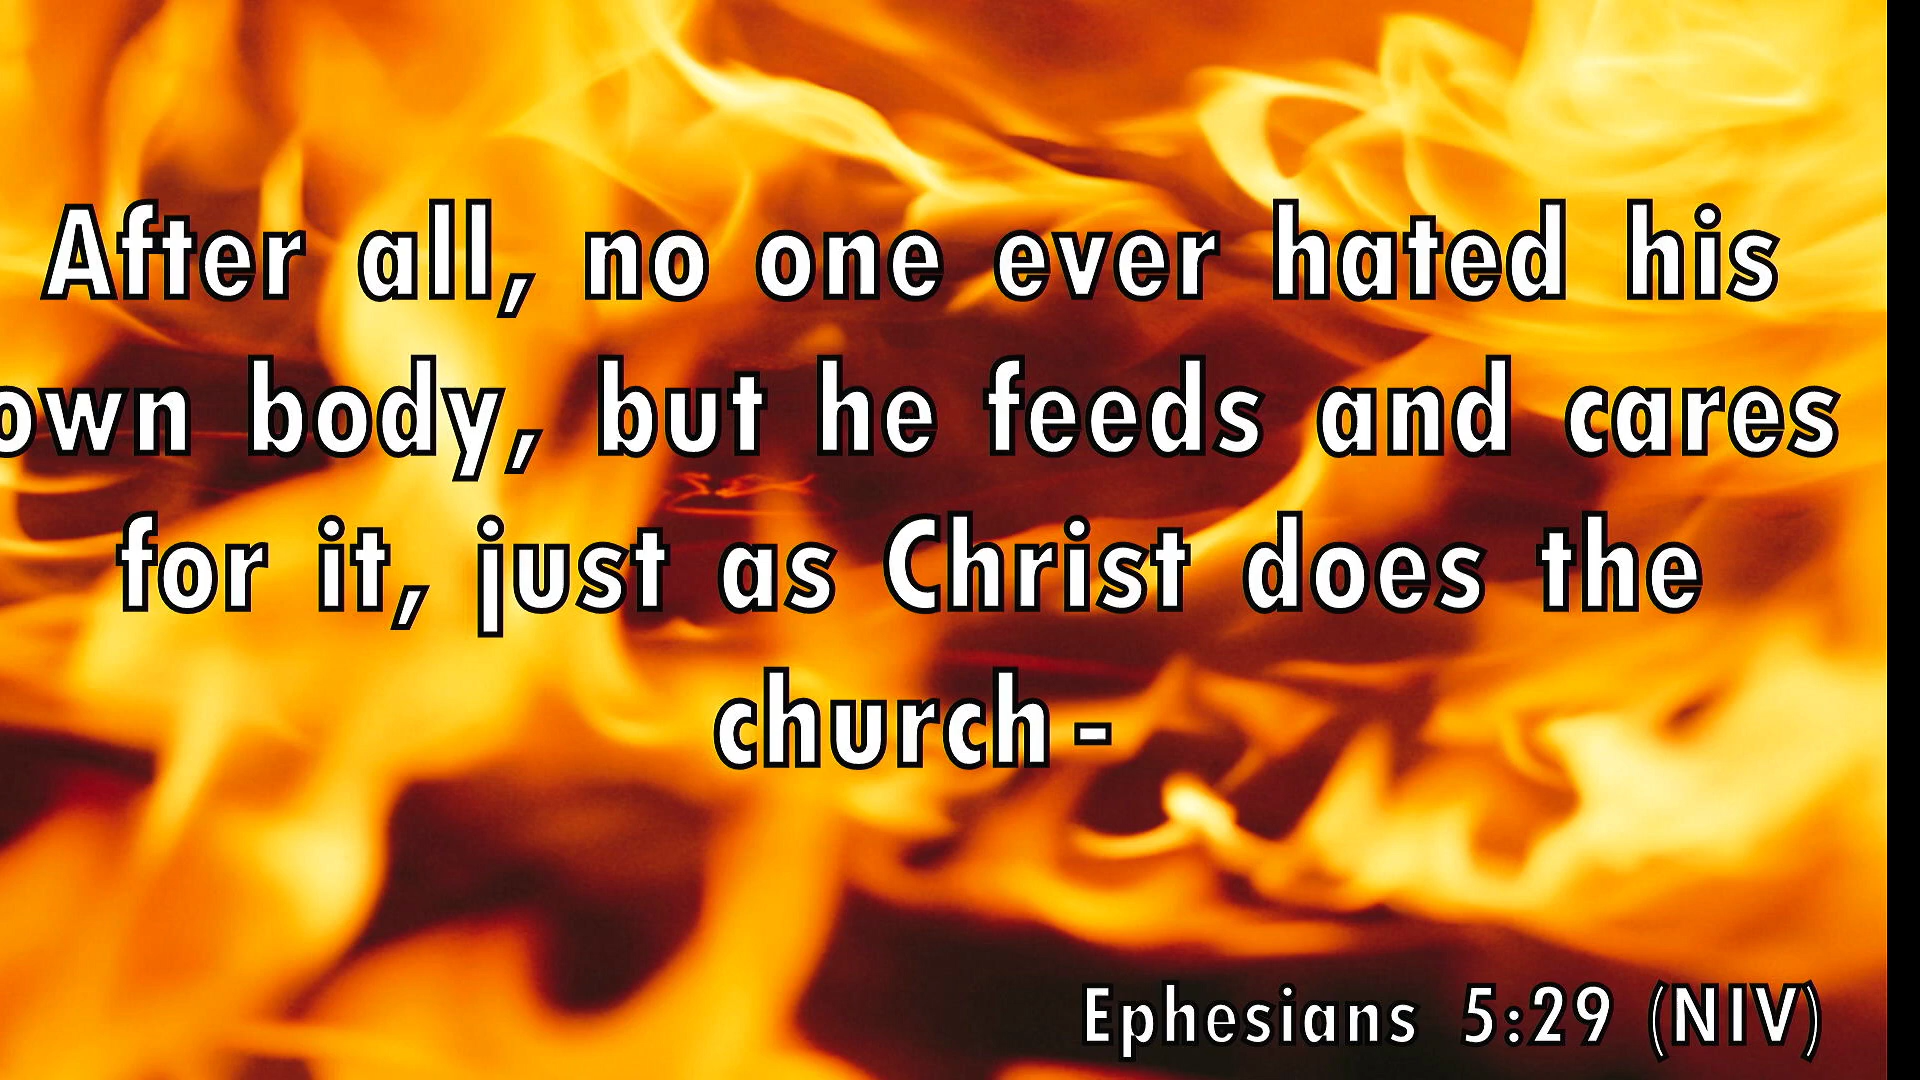 After all, no one ever hated his
own body, but he feeds and cares
for it, just as Christ does the
church-
Ephesians 5:29 (NIV)